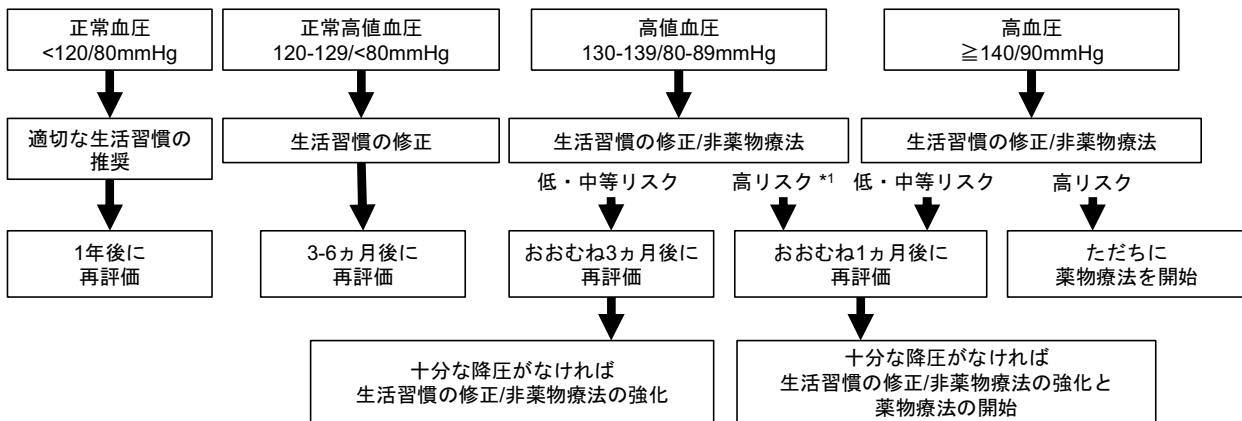 正常血圧
<120/80mmHg
正常高値血圧
120-129/<80mmHg
高値血圧
130-139/80-89mmHg
高血圧
≧140/90mmHg
適切な生活習慣の
推奨
生活習慣の修正
生活習慣の修正/非薬物療法
生活習慣の修正/非薬物療法
低・中等リスク
高リスク *1
低・中等リスク
高リスク
1年後に
再評価
3-6ヵ月後に
再評価
おおむね3ヵ月後に
再評価
おおむね1ヵ月後に
再評価
ただちに
薬物療法を開始
十分な降圧がなければ
生活習慣の修正/非薬物療法の強化
十分な降圧がなければ
生活習慣の修正/非薬物療法の強化と
薬物療法の開始